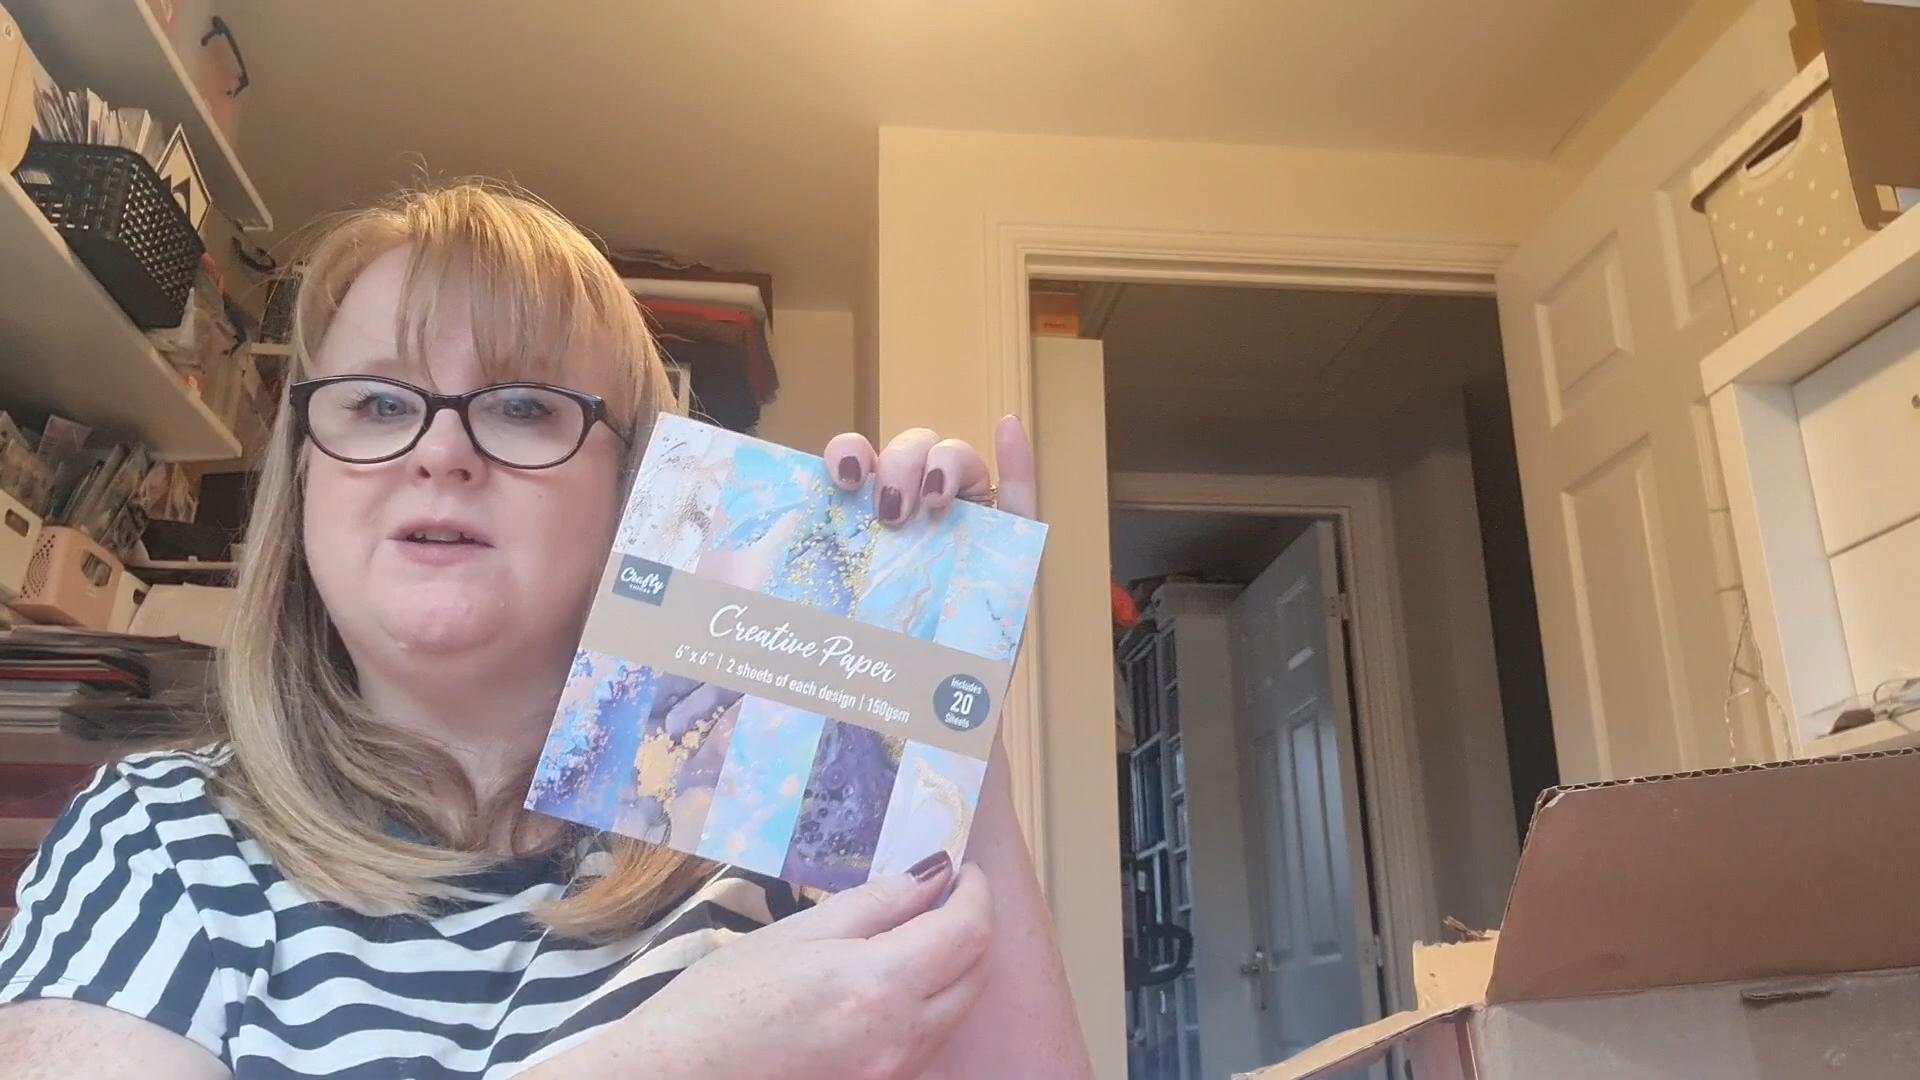 Crafty
Creative Paper
6" x 6" | 2 sheets of each design | 150gsm
Includes
20
Sheets